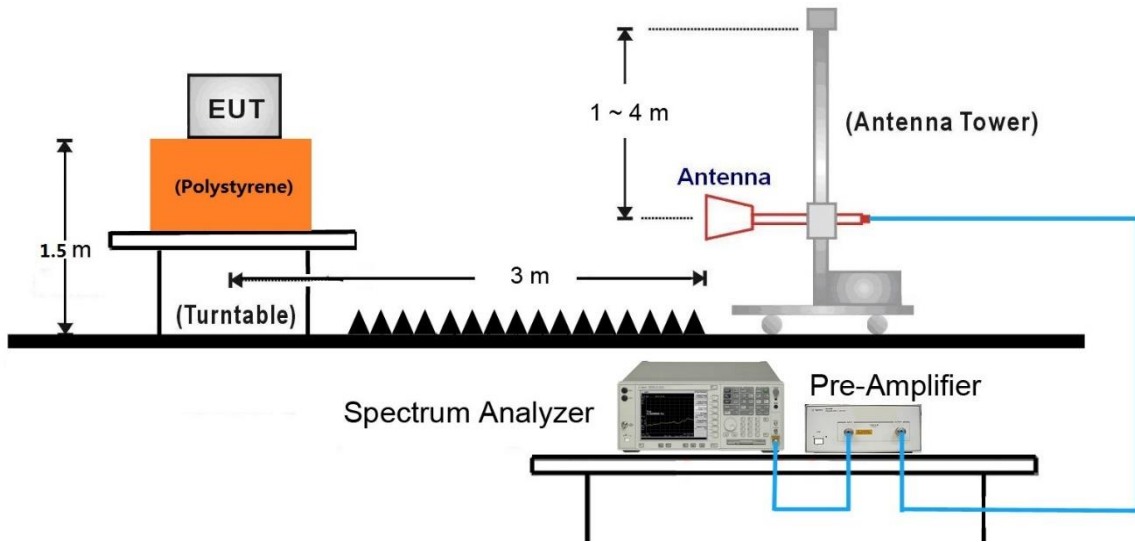 EUT
(Polystyrene)
1.5 m
(Turntable)
3 m
1 ~ 4 m
Antenna
(Antenna Tower)
Spectrum Analyzer
Pre-Amplifier